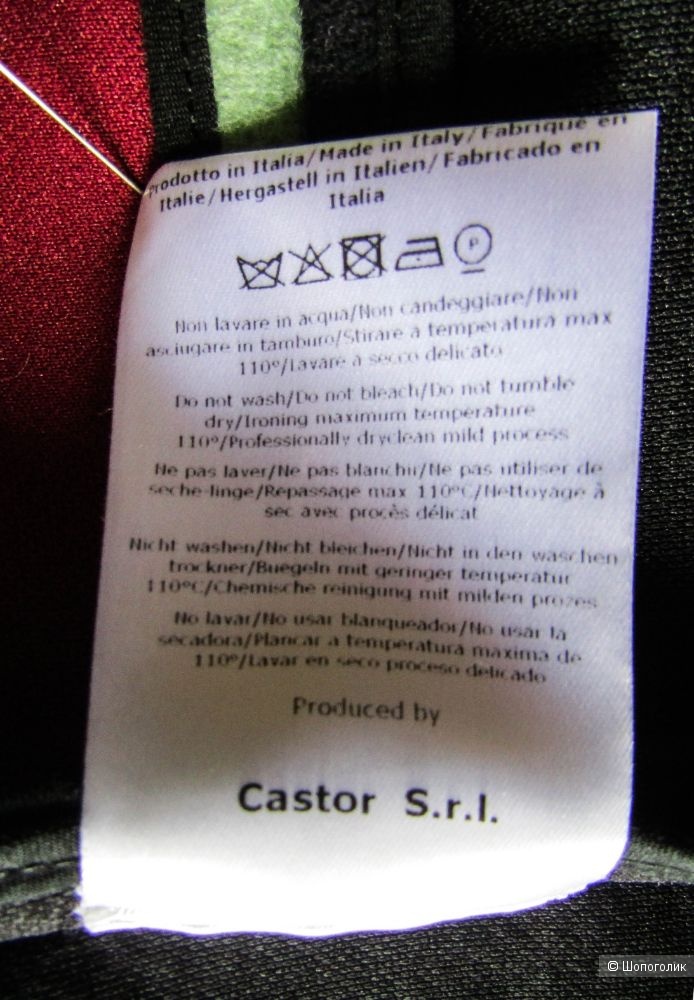 Prodotto in Italia/Made in Italy/Fabriqué en
Italie/Hergastell in Italien/Fabricado en
Italia
P
Non lavare in acqua/Non candeggiare/Non
asciugare in tamburo/Stirare a temperatura max
110°/Lavare a secco delicato
Do not wash/Do not bleach/Do not tumble
dry/Ironing maximum temperature
110°/Professionally dryclean mild process
Ne pas laver/Ne pas blanchir/Ne pas utiliser de
seche-linge/Repassage max 110°C/Nettoyage à
sec avec procès délicat
Nicht washen/Nicht bleichen/Nicht in den waschen
trockner/Buegeln mit geringer temperatur
110°C/Chemische reinigung mit milden prozes
No lavar/No usar blanqueador/No usar la
secadora/Plancar a temperatura maxima de
110°/Lavar en seco proceso delicado
Produced by
Castor S.r.l.
© Шопоголик